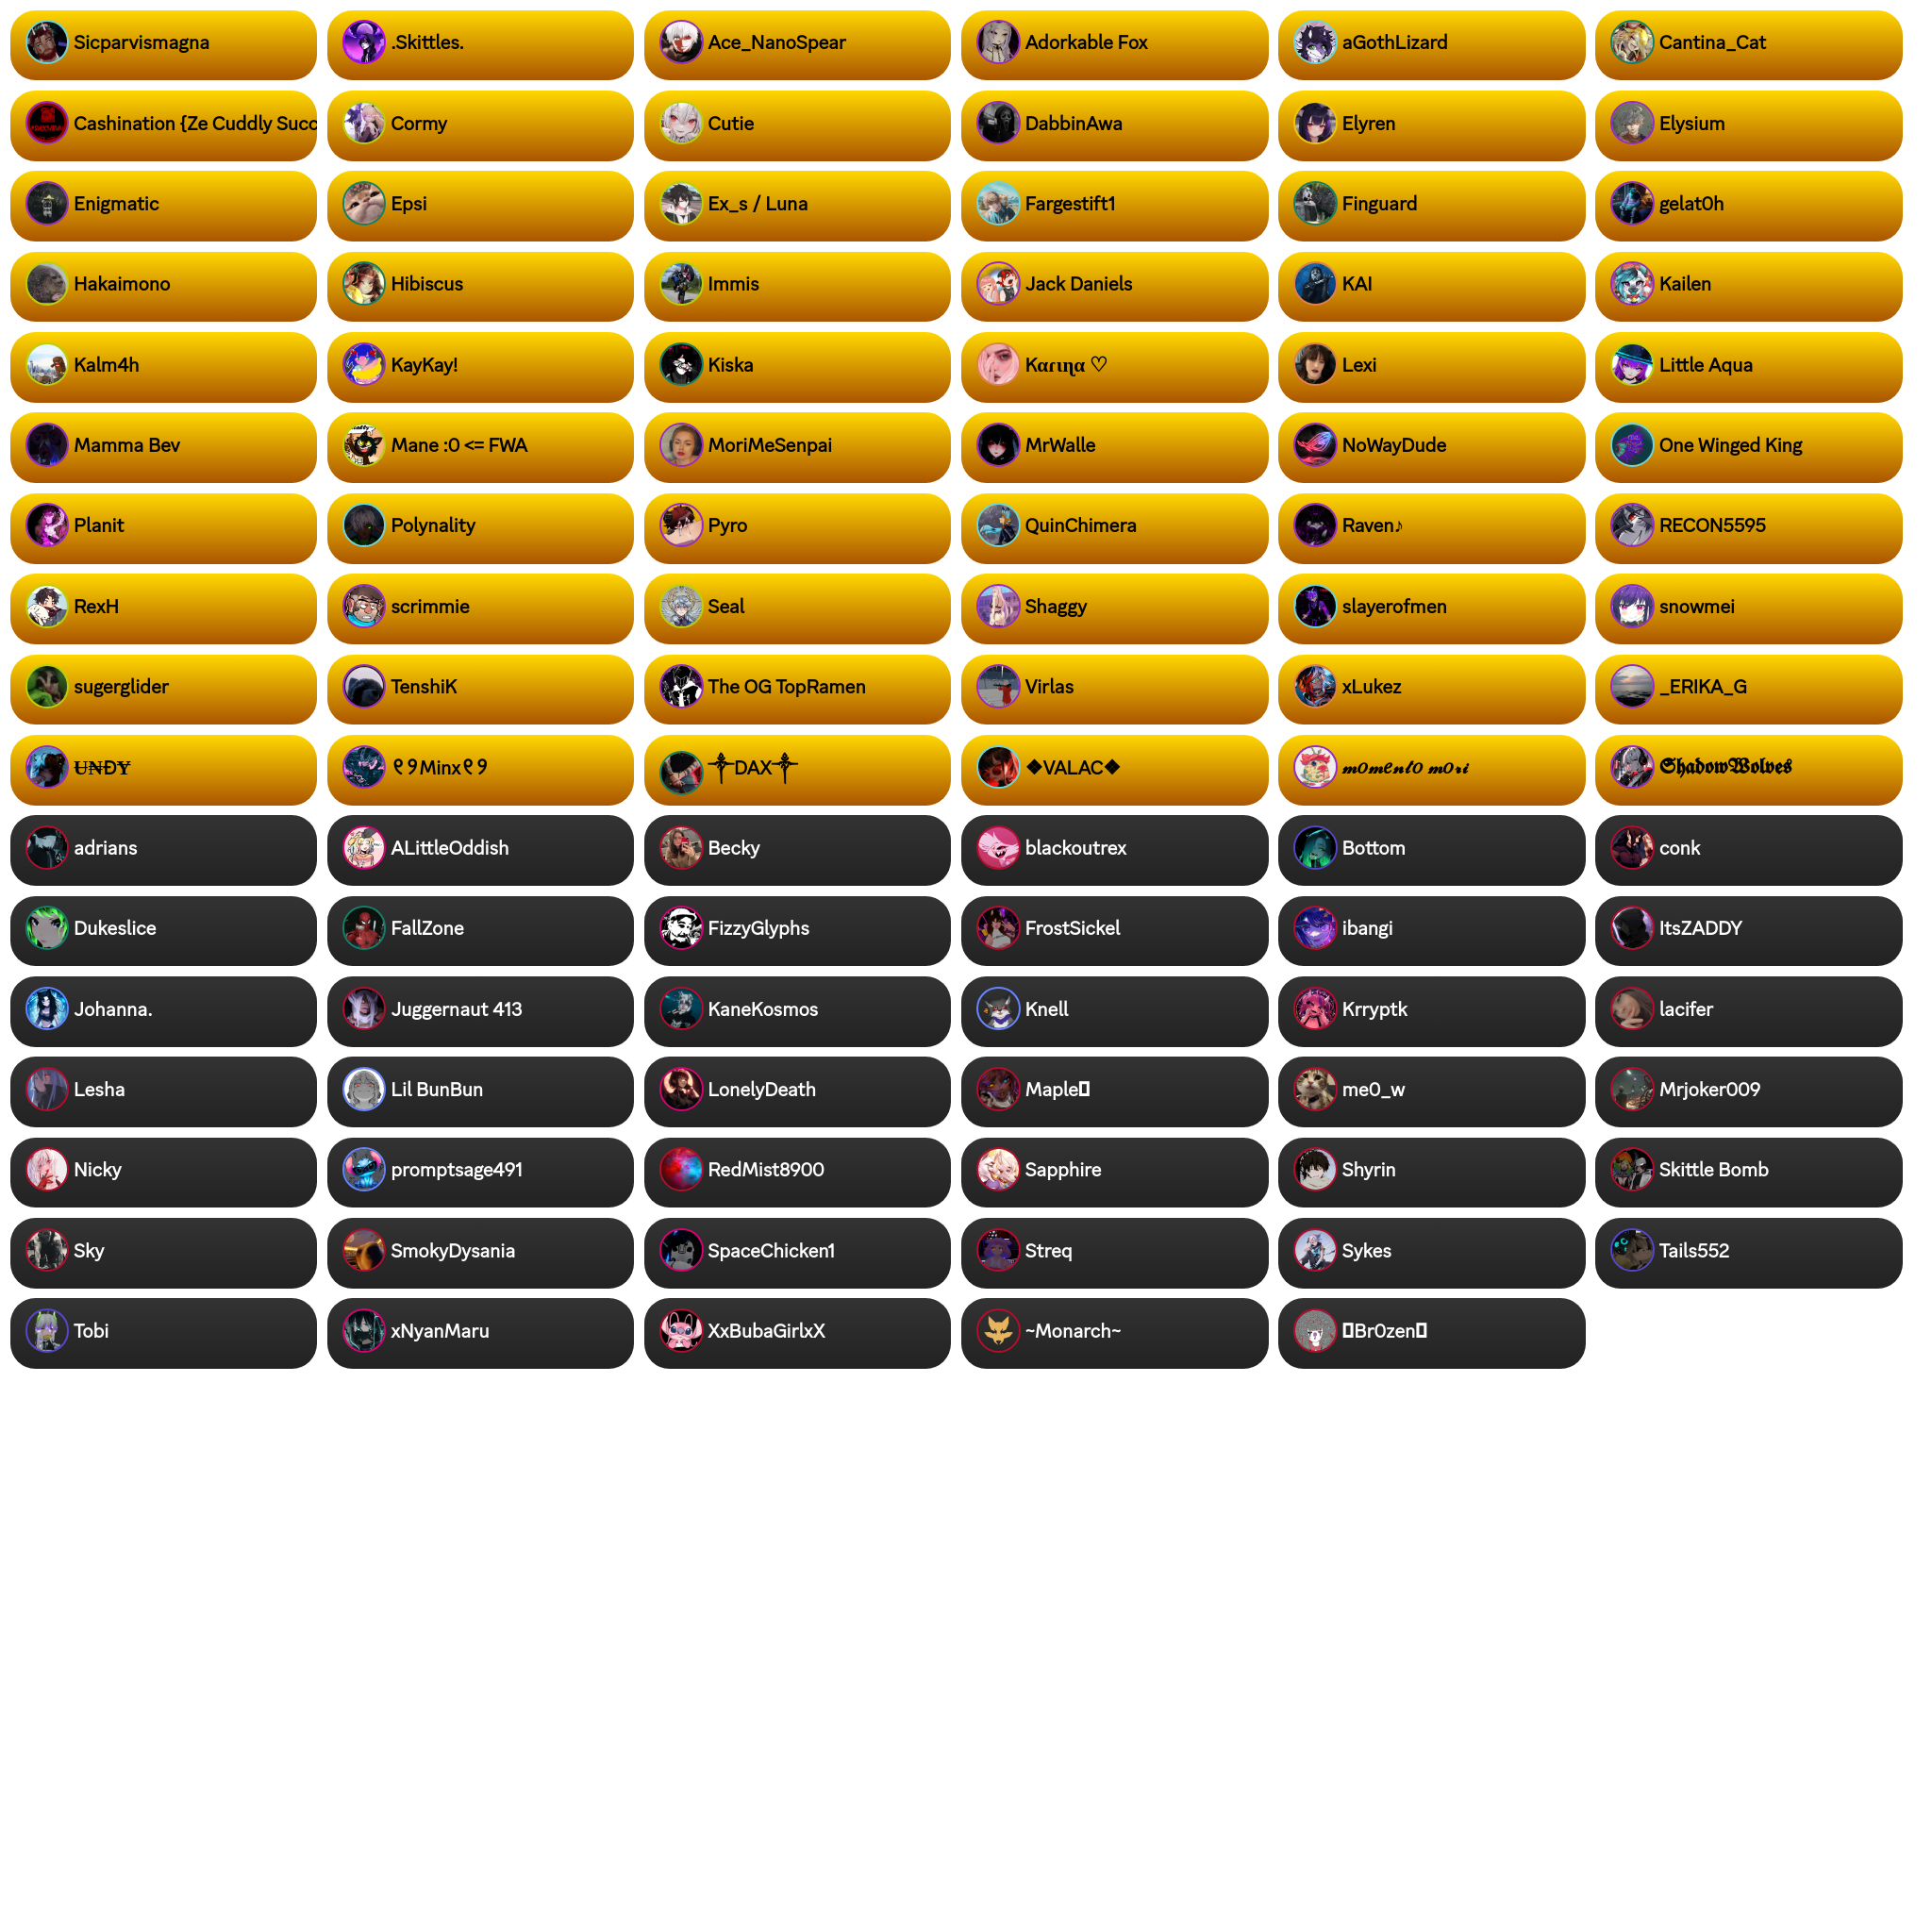 Sicparvismagna
.Skittles.
Ace_NanoSpear
Adorkable Fox
aGothLizard
Cantina_Cat
Cashination {Ze Cuddly Succ
Cormy
Cutie
DabbinAwa
Elyren
Elysium
Enigmatic
Epsi
Ex_s / Luna
Fargestift1
Finguard
gelat0h
Hakaimono
Hibiscus
Immis
Jack Daniels
KAI
Kailen
Kalm4h
KayKay!
Kiska
Kαɾιηα ♡
Lexi
Little Aqua
Mamma Bev
Mane :0 <= FWA
MoriMeSenpai
MrWalle
NoWayDude
One Winged King
Planit
Polynality
Pyro
QuinChimera
Raven♪
RECON5595
RexH
scrimmie
Seal
Shaggy
slayerofmen
snowmei
sugerglider
TenshiK
The OG TopRamen
Virlas
xLukez
_ERIKA_G
U̶₦ĐɎ
୧୨Minx୧୨
༒DAX༒
❖VALAC❖
𝓶𝓸𝓶𝓮𝓷𝓽𝓸 𝓶𝓸𝓻𝓲
𝕾𝖍𝖆𝖉𝖔𝖜𝖂𝖔𝖑𝖛𝖊𝖘
adrians
ALittleOddish
Becky
blackoutrex
Bottom
conk
Dukeslice
FallZone
FizzyGlyphs
FrostSickel
ibangi
ItsZADDY
Johanna.
Juggernaut 413
KaneKosmos
Knell
Krryptk
lacifer
Lesha
Lil BunBun
LonelyDeath
Maple
me0_w
Mrjoker009
Nicky
promptsage491
RedMist8900
Sapphire
Shyrin
Skittle Bomb
Sky
SmokyDysania
SpaceChicken1
Streq
Sykes
Tails552
Tobi
xNyanMaru
XxBubaGirlxX
~Monarch~
Br0zen